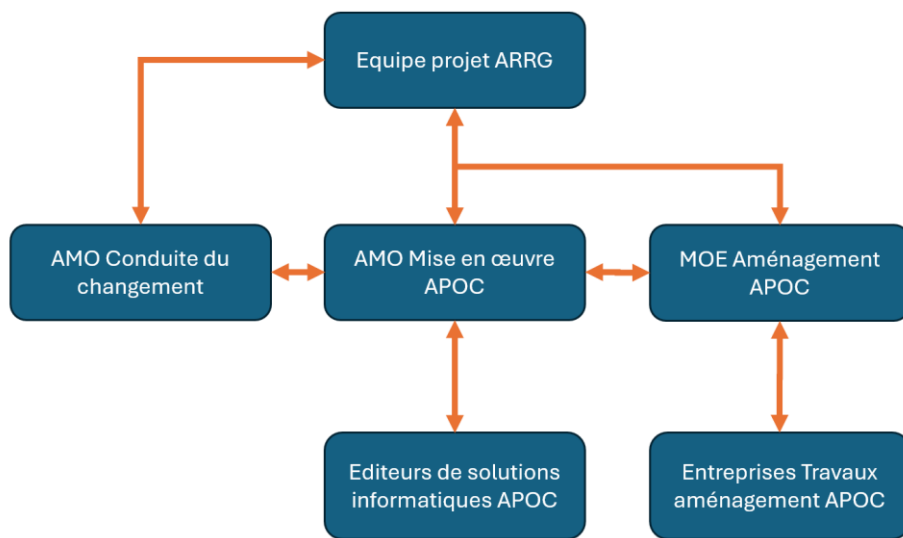 Equipe projet ARRG
AMO Conduite du
changement
AMO Mise en œuvre
APOC
MOE Aménagement
APOC
Editeurs de solutions
informatiques APOC
Entreprises Travaux
aménagement APOC